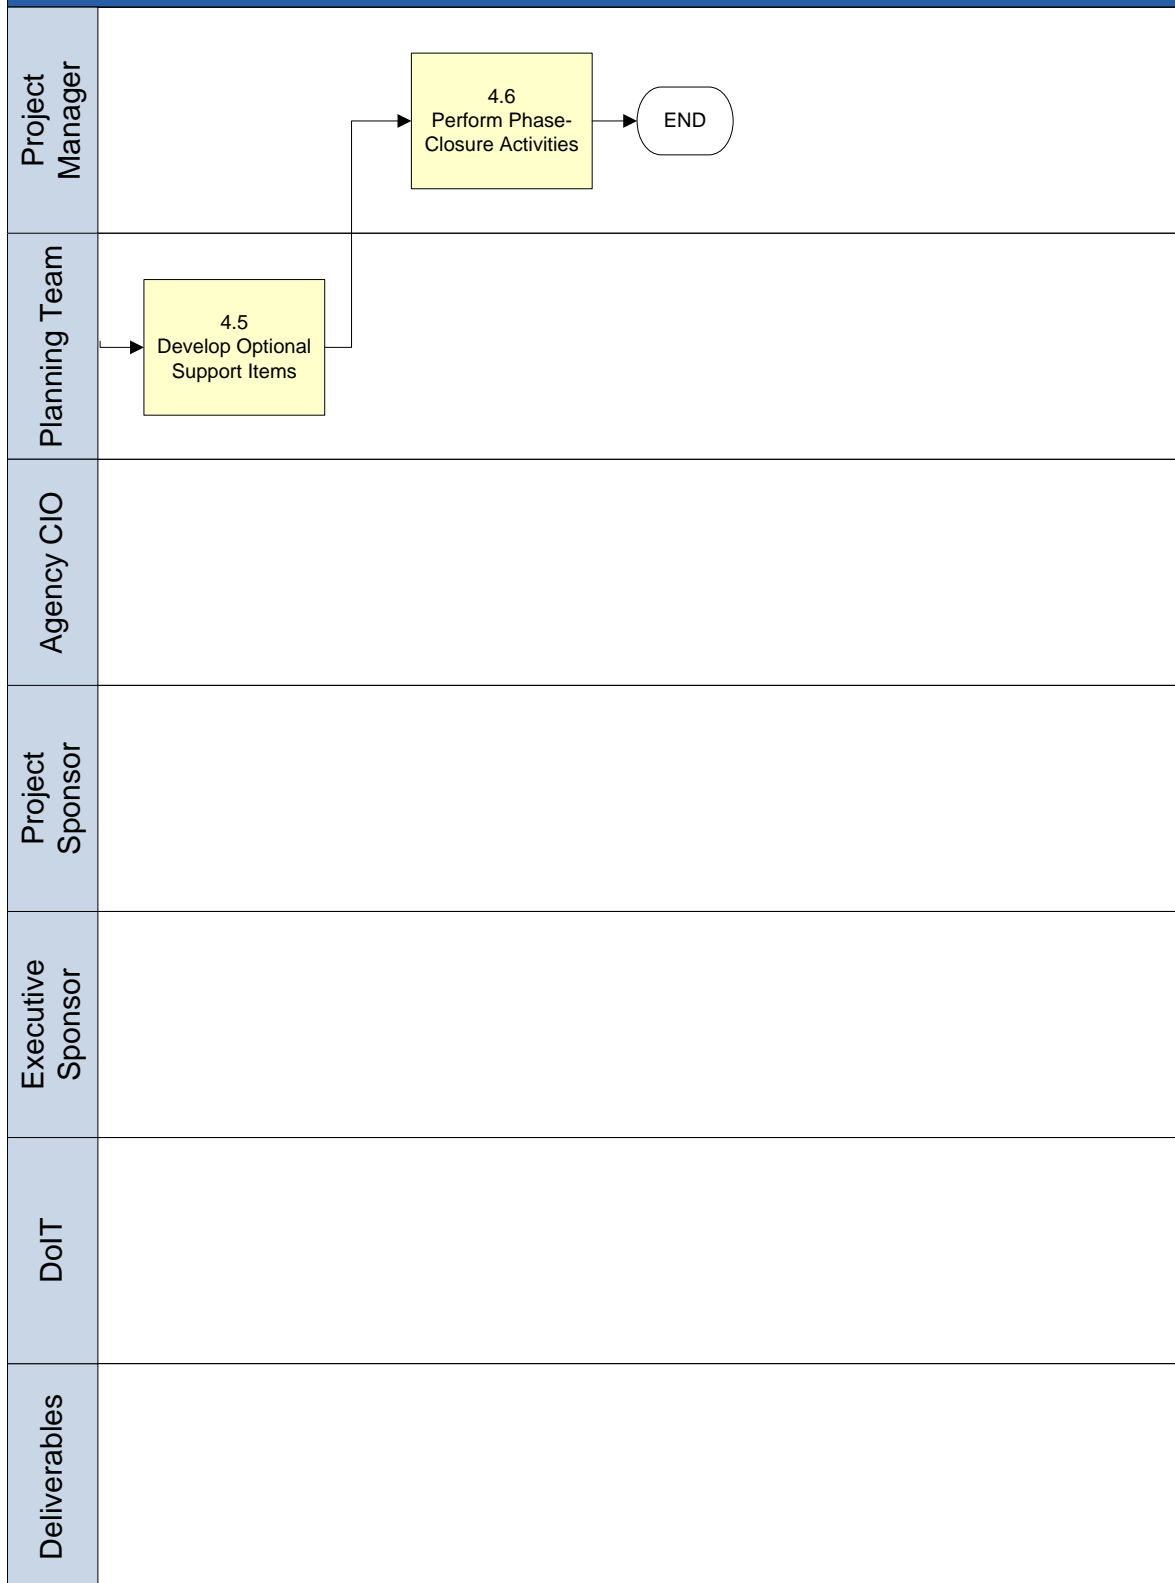 Project
Manager
4.6
Perform Phase-
Closure Activities
END
Planning Team
4.5
Develop Optional
Support Items
Agency CIO
Project
Sponsor
Executive
Sponsor
DoIT
Deliverables